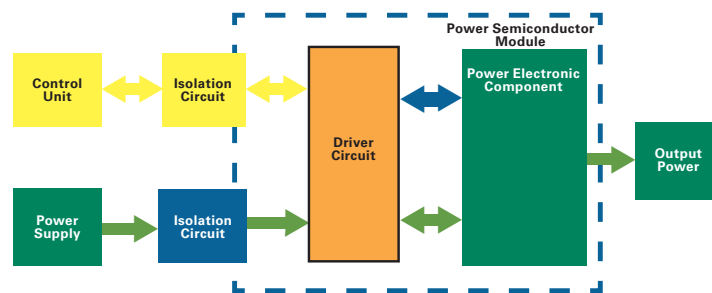 Power Semiconductor
Module
Control
Unit
Isolation
Circuit
Power Electronic
Component
Driver
Circuit
Output
Power
Power
Supply
Isolation
Circuit